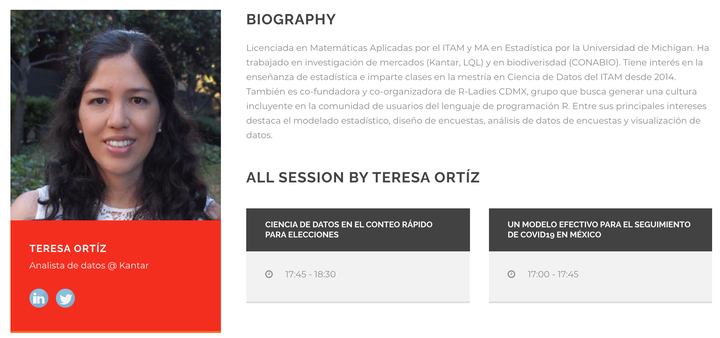 BIOGRAPHY
Licenciada en Matemáticas Aplicadas por el ITAM y MA en Estadística por la Universidad de Michigan. Ha
trabajado en investigación de mercados (Kantar, LQL) y en biodiverisdad (CONABIO). Tiene interés en la
enseñanza de estadística e imparte clases en la mestría en Ciencia de Datos del ITAM desde 2014.
También es co-fundadora y co-organizadora de R-Ladies CDMX, grupo que busca generar una cultura
incluyente en la comunidad de usuarios del lenguaje de programación R. Entre sus principales intereses
destaca el modelado estadístico, diseño de encuestas, análisis de datos de encuestas y visualización de
datos.
ALL SESSION BY TERESA ORTÍZ
TERESA ORTÍZ
Analista de datos @ Kantar
in
CIENCIA DE DATOS EN EL CONTEO RÁPIDO
PARA ELECCIONES
17:45 - 18:30
UN MODELO EFECTIVO PARA EL SEGUIMIENTO
DE COVID19 EN MÉXICO
17:00 - 17:45